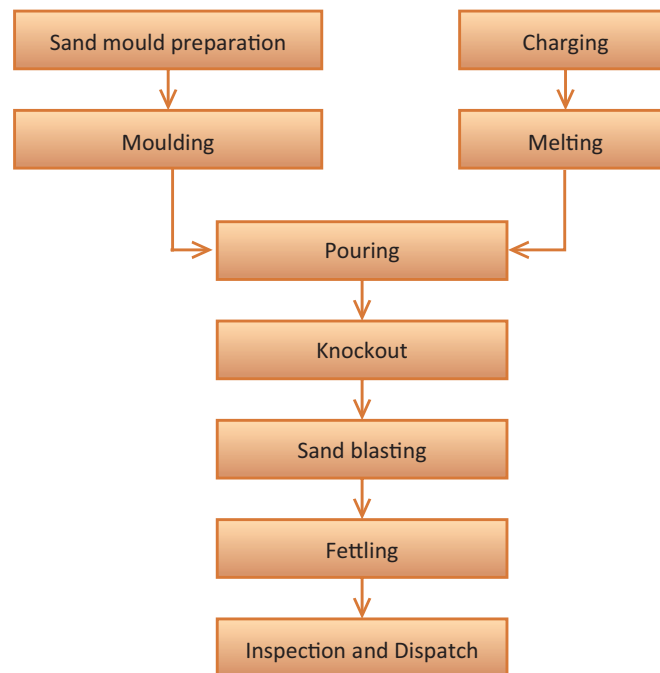 Sand mould preparation
Charging
Moulding
Melting
Pouring
Knockout
Sand blasting
Fettling
Inspection and Dispatch